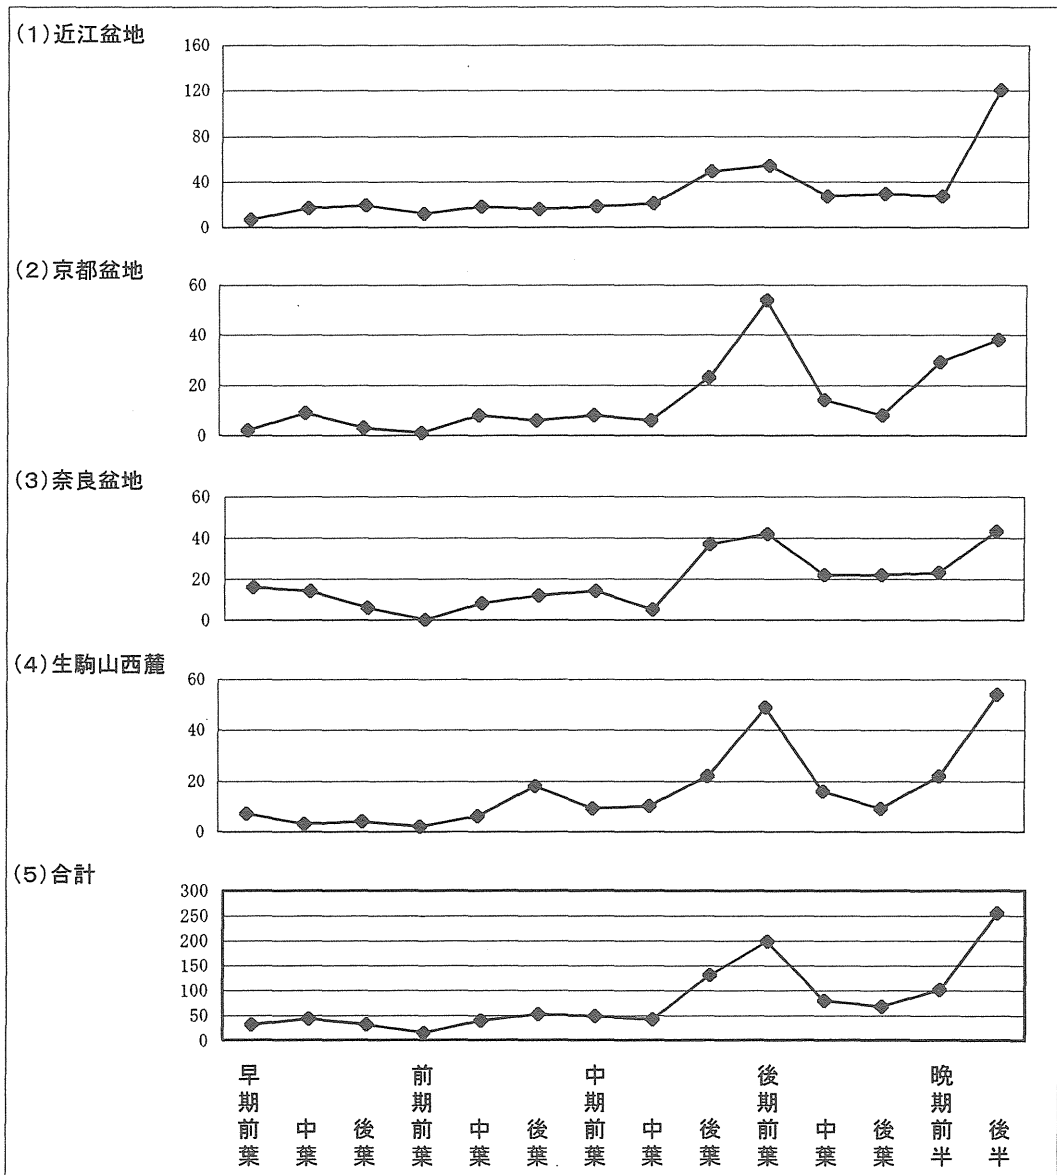 (1)近江盆地
160
120
80
40
0
(2)京都盆地
60
40
20
0
(3)奈良盆地
60
40
20
0
(4)生駒山西麓
60
40
20
0
(5)合計
300
250
200
150
100
50
0
早期前葉
中葉
後葉
前期前葉
中葉
後葉
中期前葉
中葉
後葉
後期前葉
中葉
後葉
晩期前半
後半